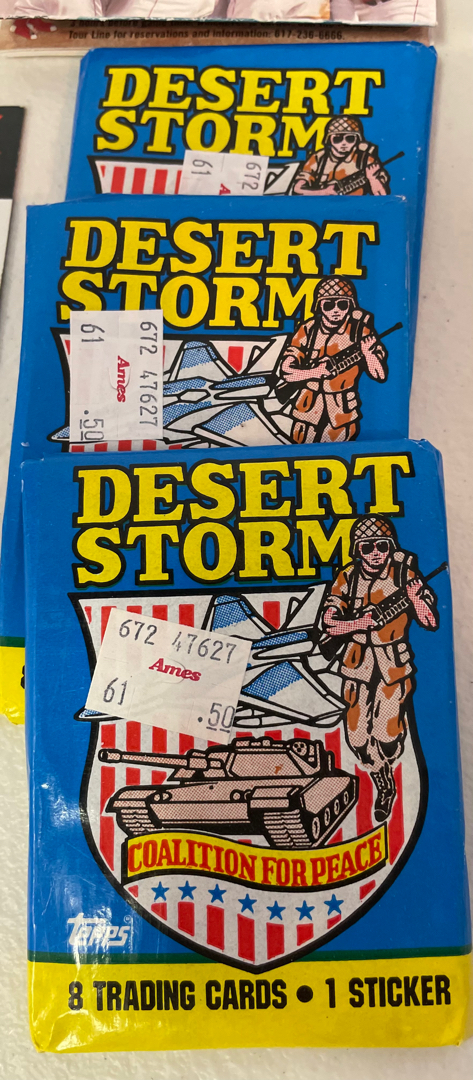 Tour Line for reservations and information: 617-236-6666.
DESERT
STORM
672
61
Ames
DESERT
STORM
672 47627
Ames
61
.50
DESERT
STORM
672 47627
Ames
61
.50
COALITION FOR PEACE
Topps
8 TRADING CARDS • 1 STICKER